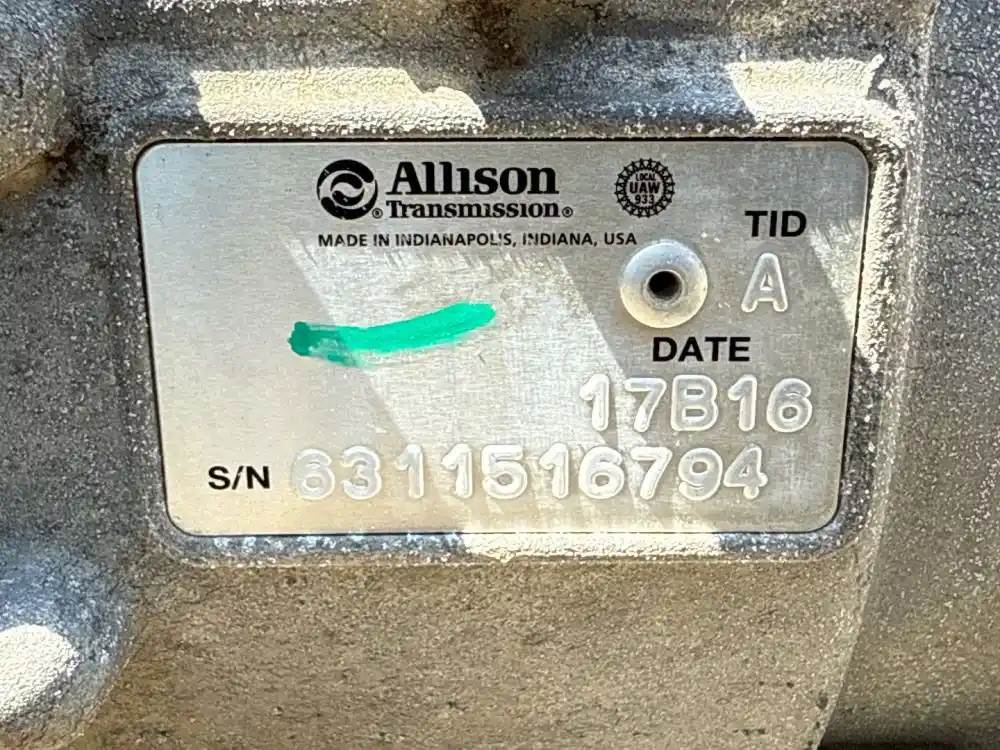 Allison
Transmission®
LOCAL
UAW
933
MADE IN INDIANAPOLIS, INDIANA, USA
TID
A
DATE
17B16
S/N 6311516794